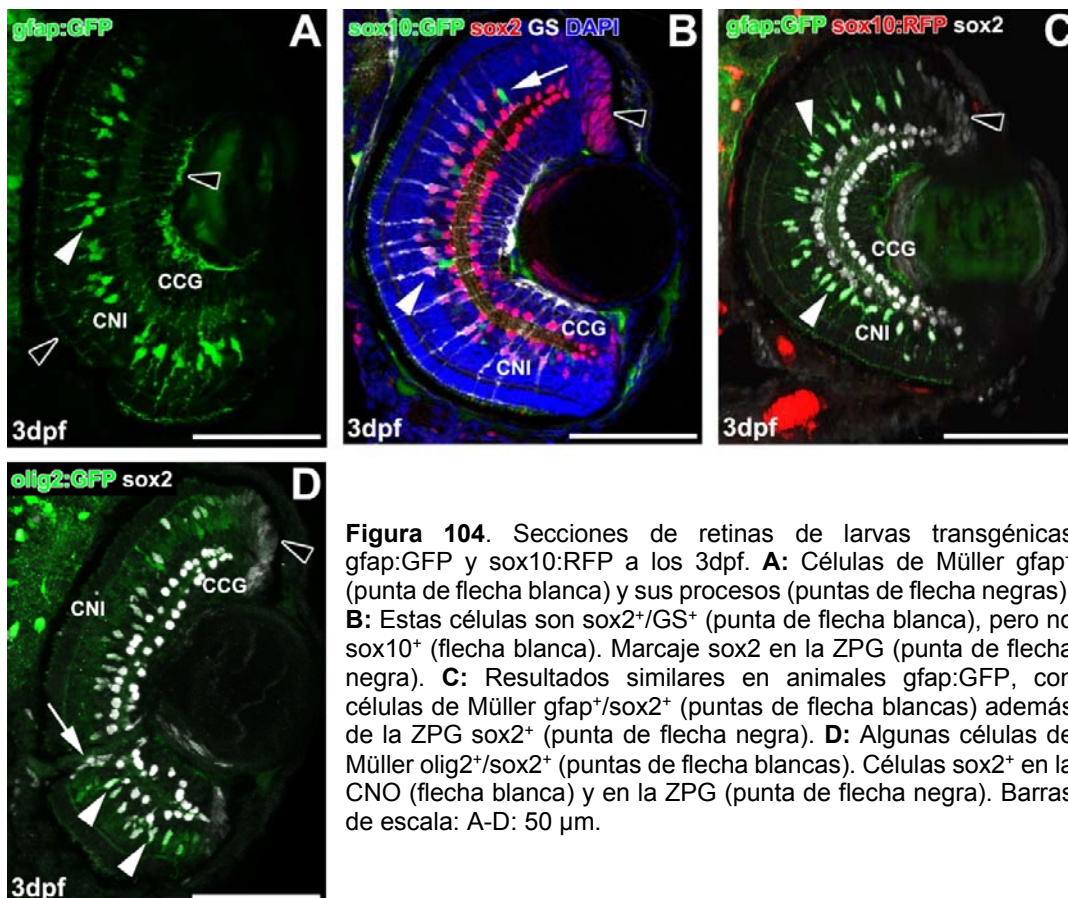 gfap:GFP
A
CCG
CNI
3dpf
sox10:GFP sox2 GS DAPI
B
CCG
CNI
3dpf
gfap:GFP sox10:RFP sox2
C
CCG
CNI
3dpf
olig2:GFP sox2
D
CCG
CNI
3dpf
Figura 104. Secciones de retinas de larvas transgénicas
gfap:GFP y sox10:RFP a los 3dpf. A: Células de Müller gfap⁺
(punta de flecha blanca) y sus procesos (puntas de flecha negras)
B: Estas células son sox2⁺/GS⁺ (punta de flecha blanca), pero no
sox10⁺ (flecha blanca). Marcaje sox2 en la ZPG (punta de flecha
negra). C: Resultados similares en animales gfap:GFP, con
células de Müller gfap⁺/sox2⁺ (puntas de flecha blancas) además
de la ZPG sox2⁺ (punta de flecha negra). D: Algunas células de
Müller olig2⁺/sox2⁺ (puntas de flecha blancas). Células sox2⁺ en la
CNO (flecha blanca) y en la ZPG (punta de flecha negra). Barras
de escala: A-D: 50 µm.